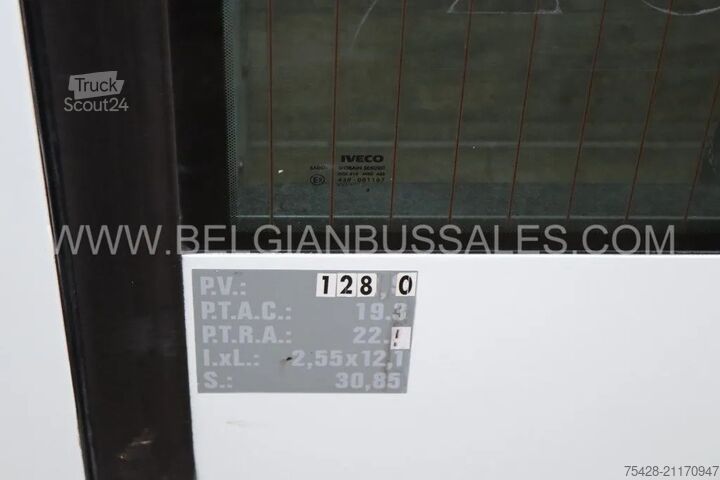 Truck
Scout24
IVECO
SECURIT
WWW.BELGIANBUSSALES.COM
P.V.: 128,0
P.T.A.C.: 19.3
P.T.R.A.: 22.
I.xL.: 2,55x12,1
S.: 30,85
75428-21170947